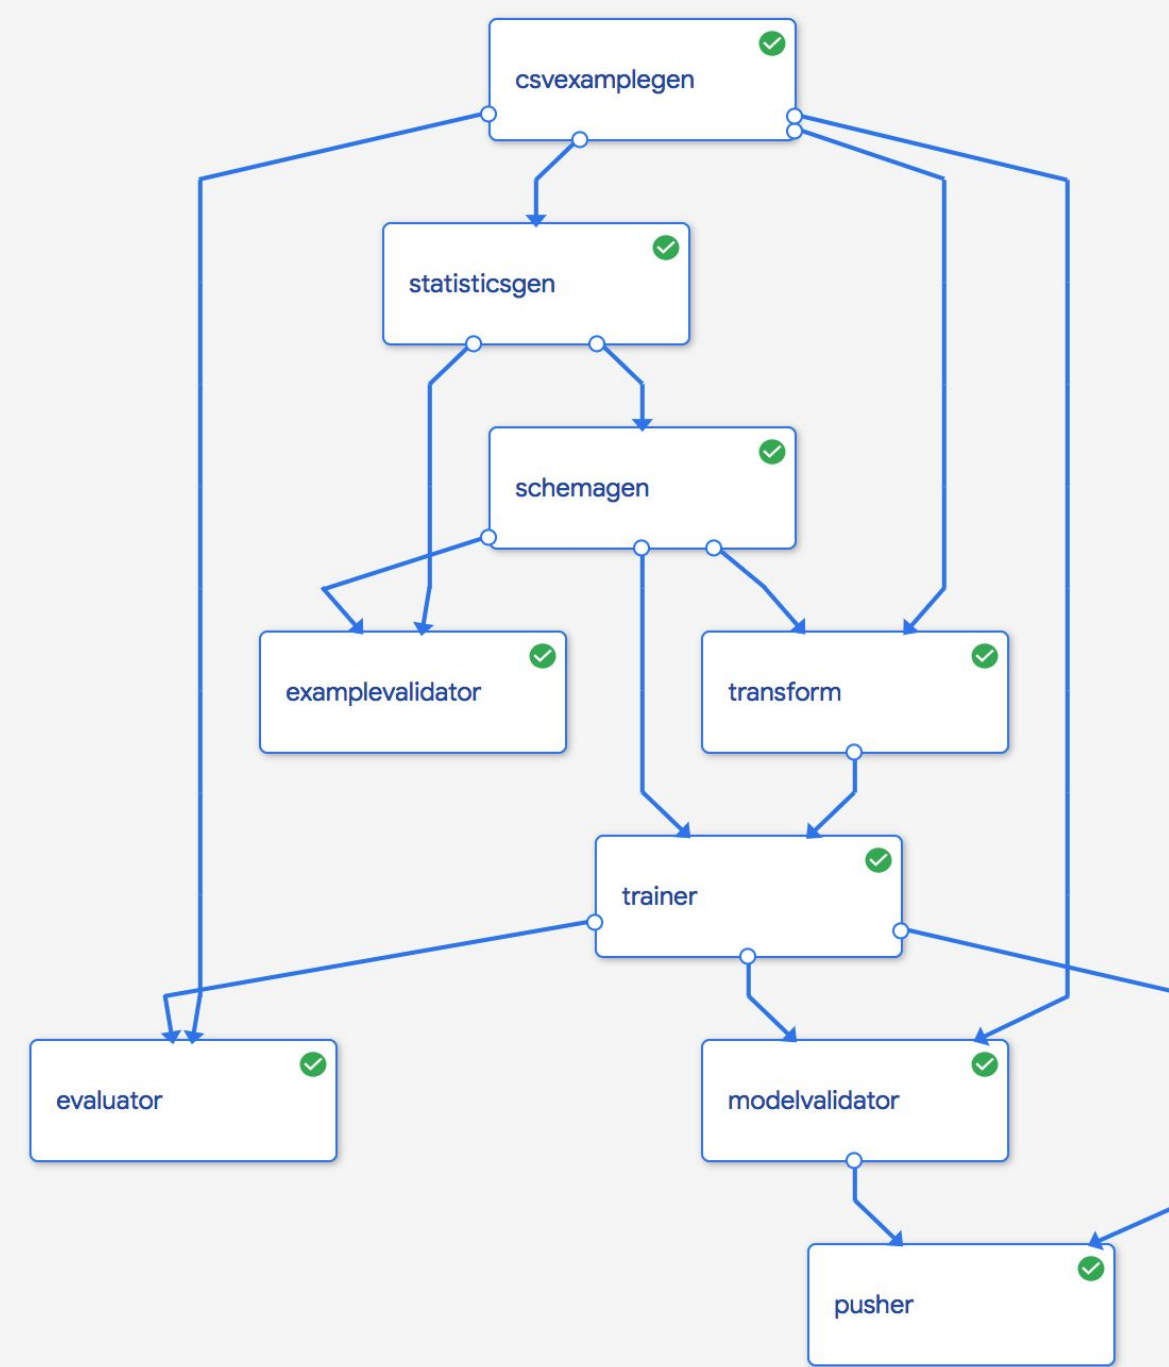 csvexamplegen
statisticsgen
schemagen
examplevalidator
transform
trainer
evaluator
modelvalidator
pusher